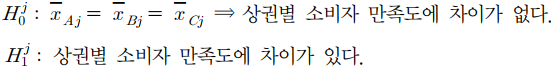 H₀ʲ : x̄_Aj = x̄_Bj = x̄_Cj ⟹ 상권별 소비자 만족도에 차이가 없다.
H₁ʲ : 상권별 소비자 만족도에 차이가 있다.